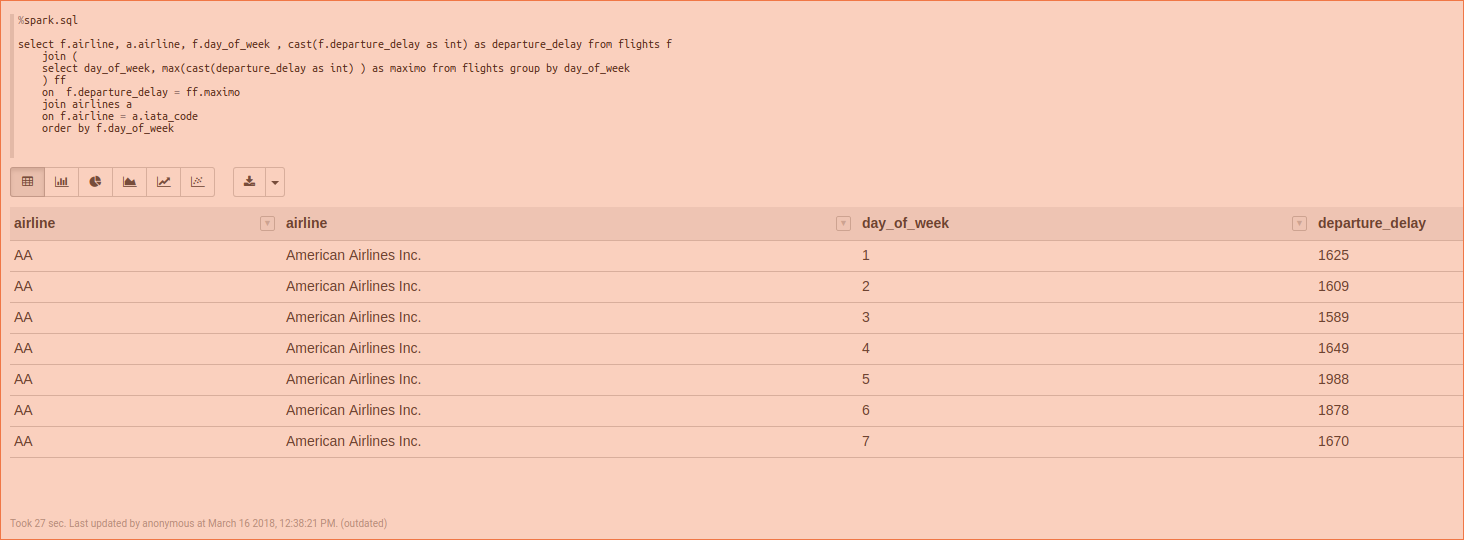 %spark.sql
select f.airline, a.airline, f.day_of_week , cast(f.departure_delay as int) as departure_delay from flights f
join (
select day_of_week, max(cast(departure_delay as int) ) as maximo from flights group by day_of_week
) ff
on  f.departure_delay = ff.maximo
join airlines a
on f.airline = a.iata_code
order by f.day_of_week
airline airline day_of_week departure_delay
AA American Airlines Inc. 1 1625
AA American Airlines Inc. 2 1609
AA American Airlines Inc. 3 1589
AA American Airlines Inc. 4 1649
AA American Airlines Inc. 5 1988
AA American Airlines Inc. 6 1878
AA American Airlines Inc. 7 1670
Took 27 sec. Last updated by anonymous at March 16 2018, 12:38:21 PM. (outdated)